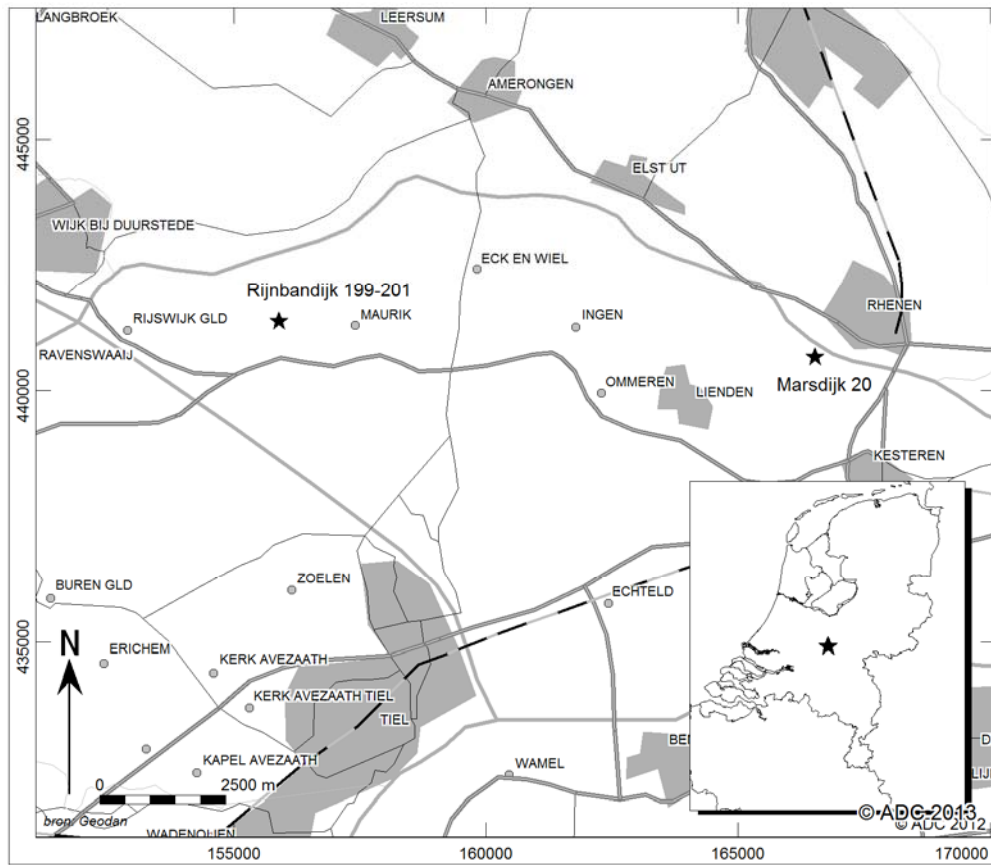 LANGBROEK
LEERSUM
AMERONGEN
445000
ELST UT
WIJK BIJ DUURSTEDE
ECK EN WIEL
Rijnbandijk 199-201
RHENEN
RIJSWIJK GLD
MAURIK
INGEN
RAVENSWAAIJ
Marsdijk 20
440000
OMMEREN
LIENDEN
KESTEREN
ZOELEN
BUREN GLD
ECHTELD
N
435000
ERICHEM
KERK AVEZAATH
KERK AVEZAATH TIEL
TIEL
BEN
D
KAPEL AVEZAATH
WAMEL
LIJ
0
2500 m
bron: Geodan
© ADC 2013
© ADC 2012
WADENOIJEN
155000
160000
165000
170000